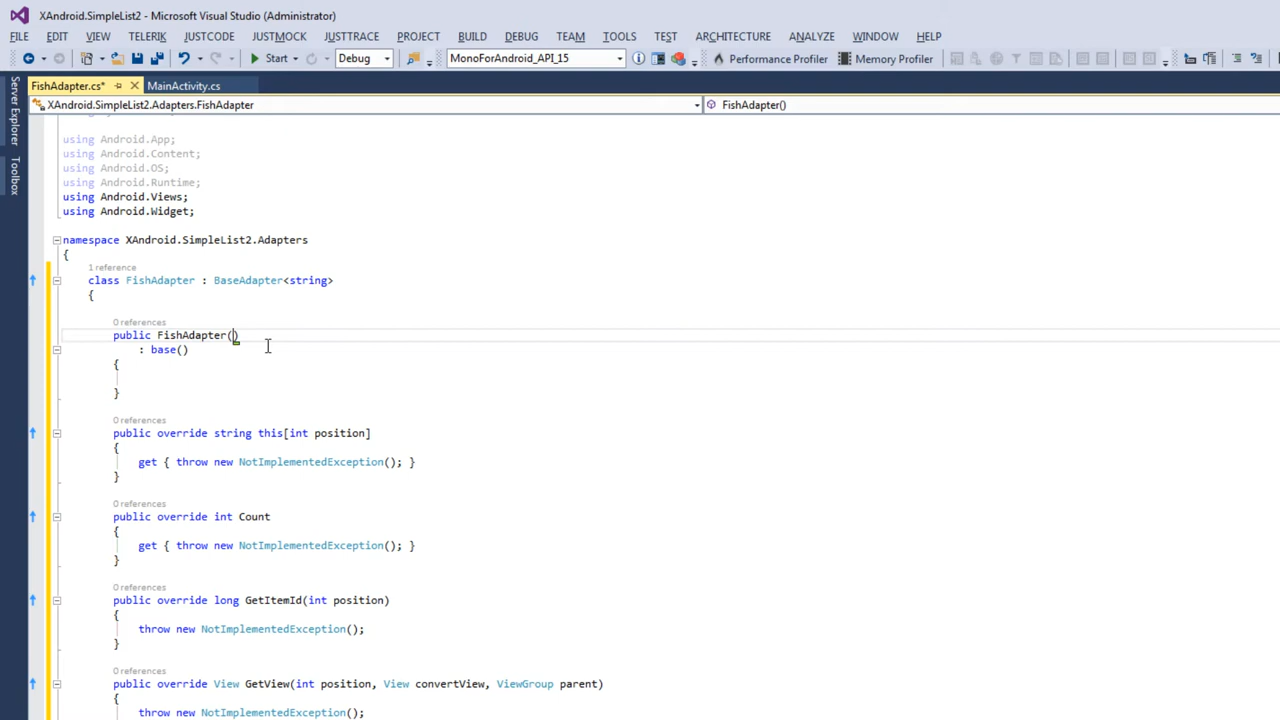 XAndroid.SimpleList2 - Microsoft Visual Studio (Administrator)
FILE EDIT VIEW TELERIK JUSTCODE JUSTTRACE PROJECT BUILD DEBUG TEAM TOOLS TEST ARCHITECTURE ANALYZE WINDOW HELP
Start Debug MonoForAndroid_API_15 Performance Profiler Memory Profiler
FishAdapter.cs* MainActivity.cs
XAndroid.SimpleList2.Adapters.FishAdapter FishAdapter()
Server Explorer
Toolbox
using Android.App;
using Android.Content;
using Android.OS;
using Android.Runtime;
using Android.Views;
using Android.Widget;
namespace XAndroid.SimpleList2.Adapters
{
1 reference
class FishAdapter : BaseAdapter<string>
{
0 references
public FishAdapter()
: base()
{
}
0 references
public override string this[int position]
{
get { throw new NotImplementedException(); }
}
0 references
public override int Count
{
get { throw new NotImplementedException(); }
}
0 references
public override long GetItemId(int position)
{
throw new NotImplementedException();
}
0 references
public override View GetView(int position, View convertView, ViewGroup parent)
{
throw new NotImplementedException();